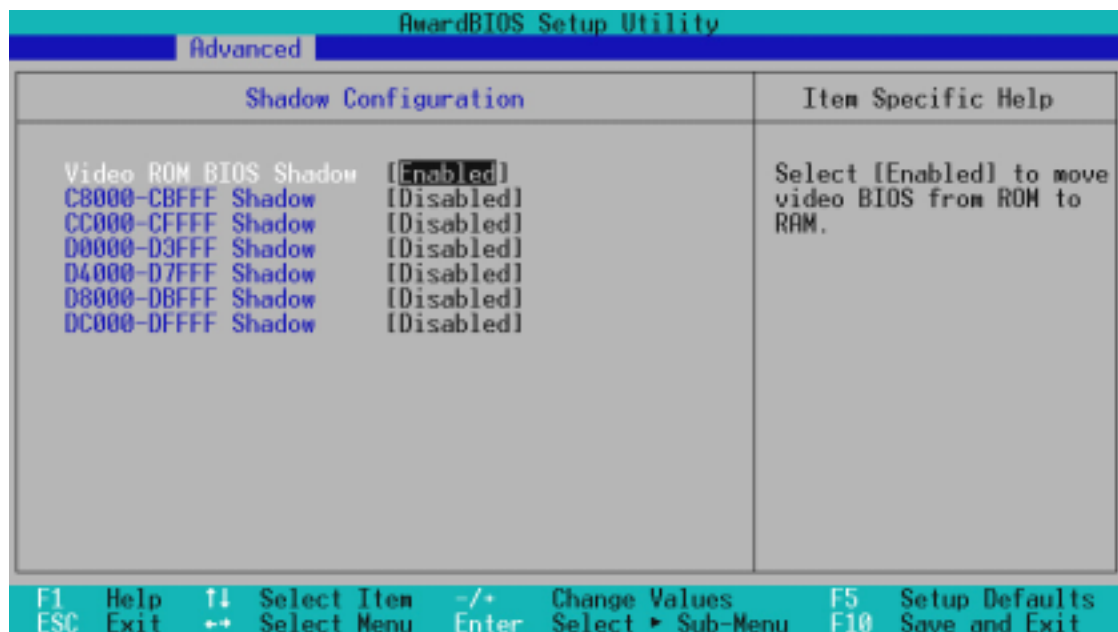 AwardBIOS Setup Utility
Advanced
Shadow Configuration
Item Specific Help
Video ROM BIOS Shadow [Enabled]
C8000-CBFFF Shadow [Disabled]
CC000-CFFFF Shadow [Disabled]
D0000-D3FFF Shadow [Disabled]
D4000-D7FFF Shadow [Disabled]
D8000-DBFFF Shadow [Disabled]
DC000-DFFFF Shadow [Disabled]
Select [Enabled] to move
video BIOS from ROM to
RAM.
F1 Help ↑↓ Select Item -/+ Change Values F5 Setup Defaults
ESC Exit ←→ Select Menu Enter Select ► Sub-Menu F10 Save and Exit